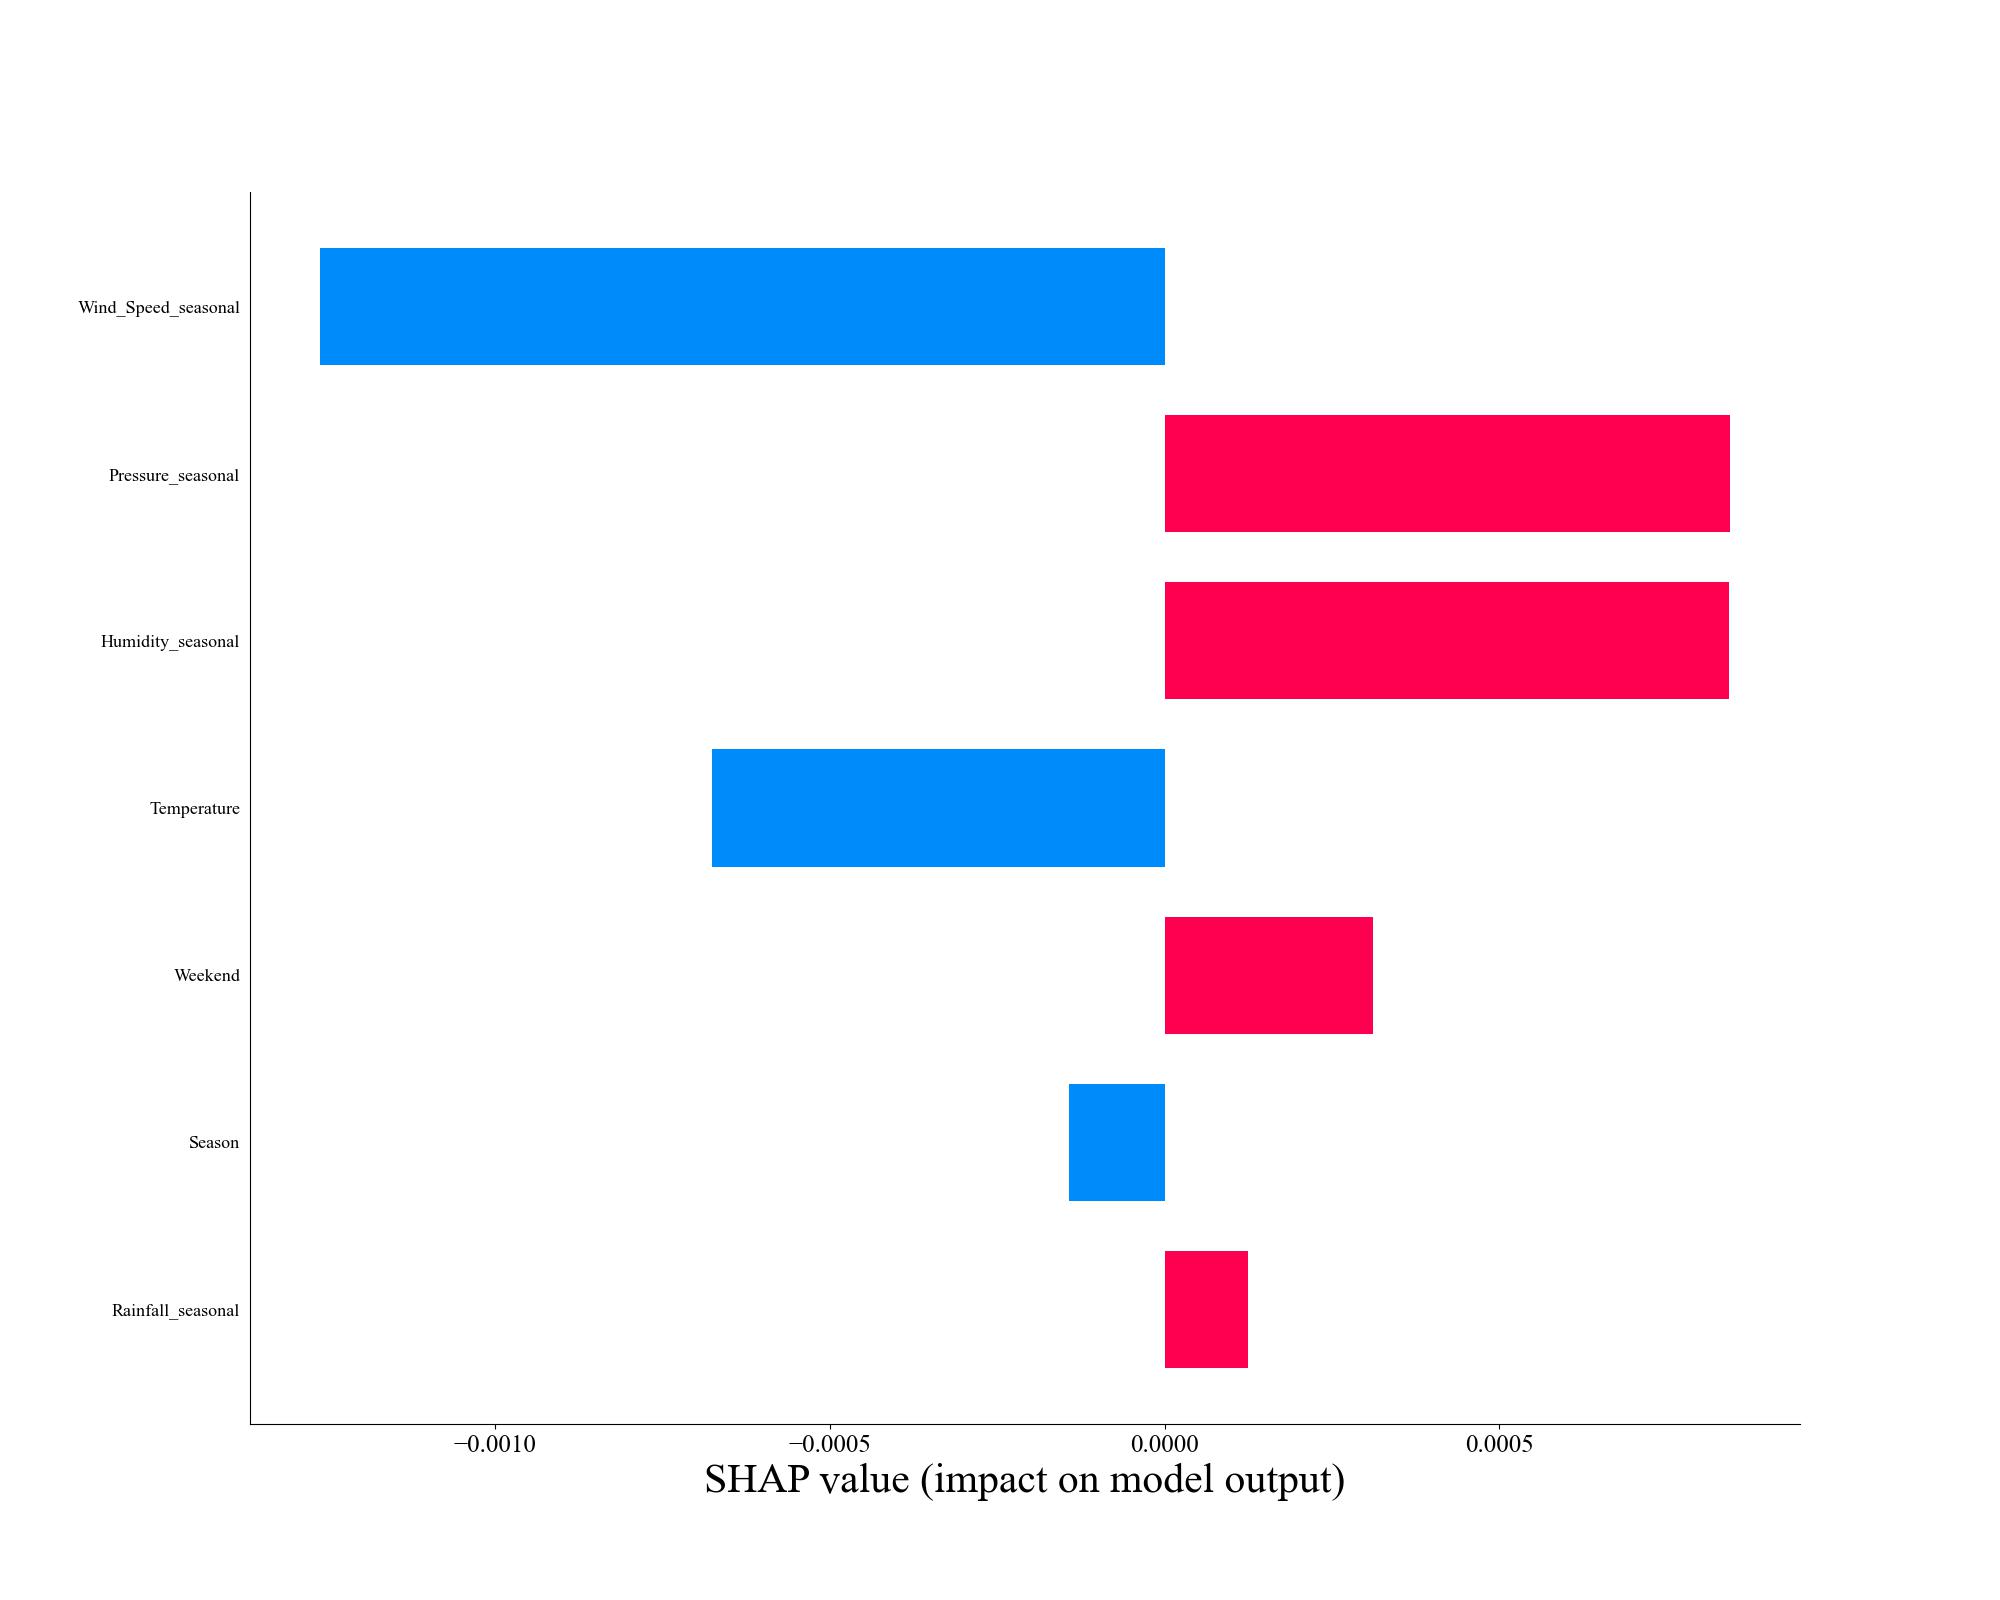 Wind_Speed_seasonal
Pressure_seasonal
Humidity_seasonal
Temperature
Weekend
Season
Rainfall_seasonal
−0.0010 −0.0005 0.0000 0.0005
SHAP value (impact on model output)